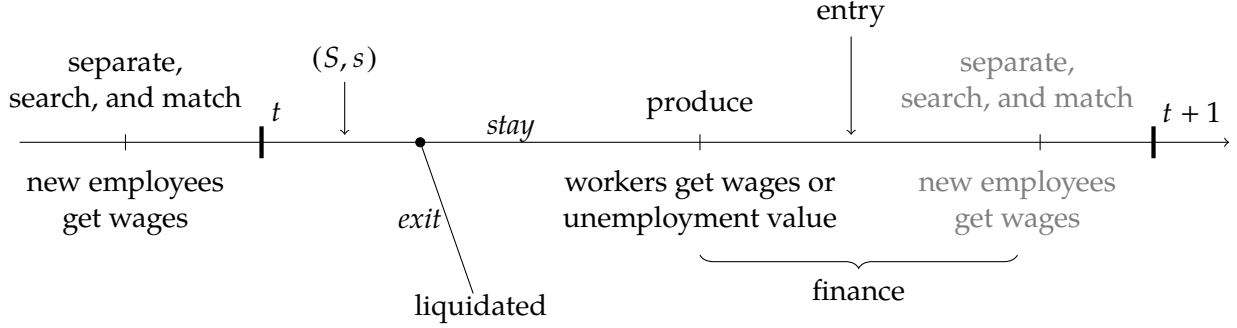 entry
separate,
search, and match
t
(S, s)
stay
produce
separate,
search, and match
t + 1
new employees
get wages
exit
workers get wages or
unemployment value
new employees
get wages
liquidated
finance